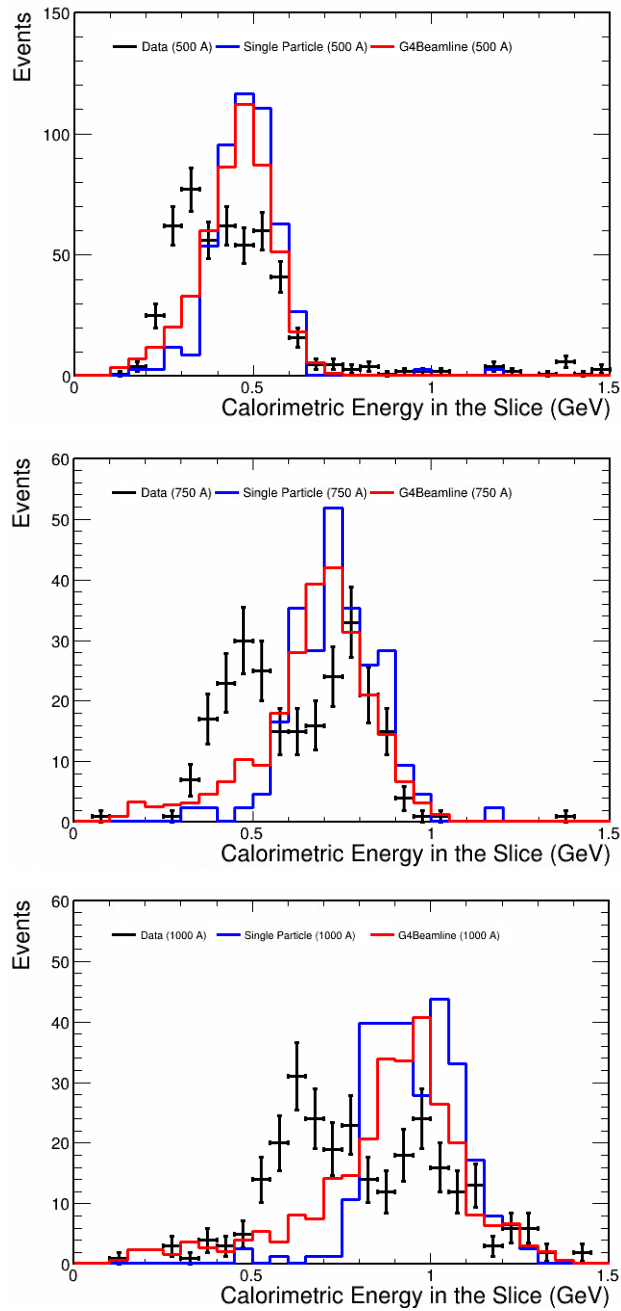 Events
150
Data (500 A) Single Particle (500 A) G4Beamline (500 A)
100
50
0
0 0.5 1 1.5
Calorimetric Energy in the Slice (GeV)
Events
60
Data (750 A) Single Particle (750 A) G4Beamline (750 A)
50
40
30
20
10
0
0 0.5 1 1.5
Calorimetric Energy in the Slice (GeV)
Events
60
Data (1000 A) Single Particle (1000 A) G4Beamline (1000 A)
50
40
30
20
10
0
0 0.5 1 1.5
Calorimetric Energy in the Slice (GeV)